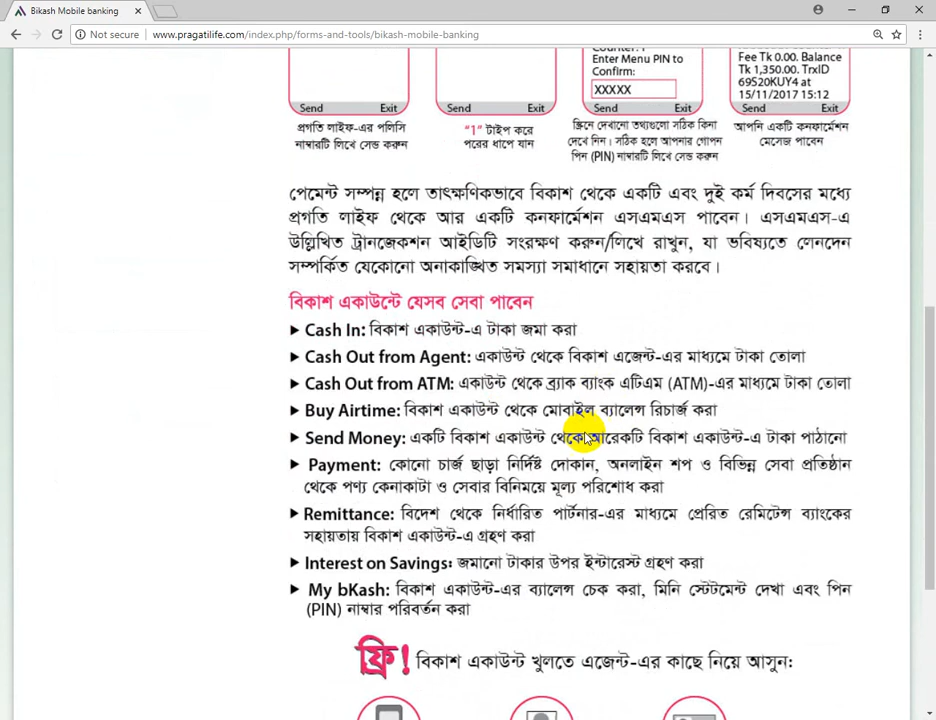 Bikash Mobile banking
Not secure | www.pragatilife.com/index.php/forms-and-tools/bikash-mobile-banking
Counter: 1
Enter Menu PIN to
Confirm:
XXXXX
Fee Tk 0.00. Balance
Tk 1,350.00. TrxID
69520KUY4 at
15/11/2017 15:12
Send Exit
Send Exit
Send Exit
Send Exit
প্রগতি লাইফ-এর পলিসি
নাম্বারটি লিখে সেন্ড করুন
“1” টাইপ করে
পরের ধাপে যান
স্ক্রিনে দেখানো তথ্যগুলো সঠিক কিনা
দেখে নিন। সঠিক হলে আপনার গোপন
পিন (PIN) নাম্বারটি লিখে সেন্ড করুন
আপনি একটি কনফার্মেশন
মেসেজ পাবেন
পেমেন্ট সম্পন্ন হলে তাৎক্ষণিকভাবে বিকাশ থেকে একটি এবং দুই কর্ম দিবসের মধ্যে
প্রগতি লাইফ থেকে আর একটি কনফার্মেশন এসএমএস পাবেন। এসএমএস-এ
উল্লিখিত ট্রানজেকশন আইডিটি সংরক্ষণ করুন/লিখে রাখুন, যা ভবিষ্যতে লেনদেন
সম্পর্কিত যেকোনো অনাকাঙ্খিত সমস্যা সমাধানে সহায়তা করবে।
বিকাশ একাউন্টে যেসব সেবা পাবেন
▶ Cash In: বিকাশ একাউন্ট-এ টাকা জমা করা
▶ Cash Out from Agent: একাউন্ট থেকে বিকাশ এজেন্ট-এর মাধ্যমে টাকা তোলা
▶ Cash Out from ATM: একাউন্ট থেকে ব্র্যাক ব্যাংক এটিএম (ATM)-এর মাধ্যমে টাকা তোলা
▶ Buy Airtime: বিকাশ একাউন্ট থেকে মোবাইল ব্যালেন্স রিচার্জ করা
▶ Send Money: একটি বিকাশ একাউন্ট থেকে আরেকটি বিকাশ একাউন্ট-এ টাকা পাঠানো
▶ Payment: কোনো চার্জ ছাড়া নির্দিষ্ট দোকান, অনলাইন শপ ও বিভিন্ন সেবা প্রতিষ্ঠান
থেকে পণ্য কেনাকাটা ও সেবার বিনিময়ে মূল্য পরিশোধ করা
▶ Remittance: বিদেশ থেকে নির্ধারিত পার্টনার-এর মাধ্যমে প্রেরিত রেমিটেন্স ব্যাংকের
সহায়তায় বিকাশ একাউন্ট-এ গ্রহণ করা
▶ Interest on Savings: জমানো টাকার উপর ইন্টারেস্ট গ্রহণ করা
▶ My bKash: বিকাশ একাউন্ট-এর ব্যালেন্স চেক করা, মিনি স্টেটমেন্ট দেখা এবং পিন
(PIN) নাম্বার পরিবর্তন করা
ফ্রি! বিকাশ একাউন্ট খুলতে এজেন্ট-এর কাছে নিয়ে আসুন: